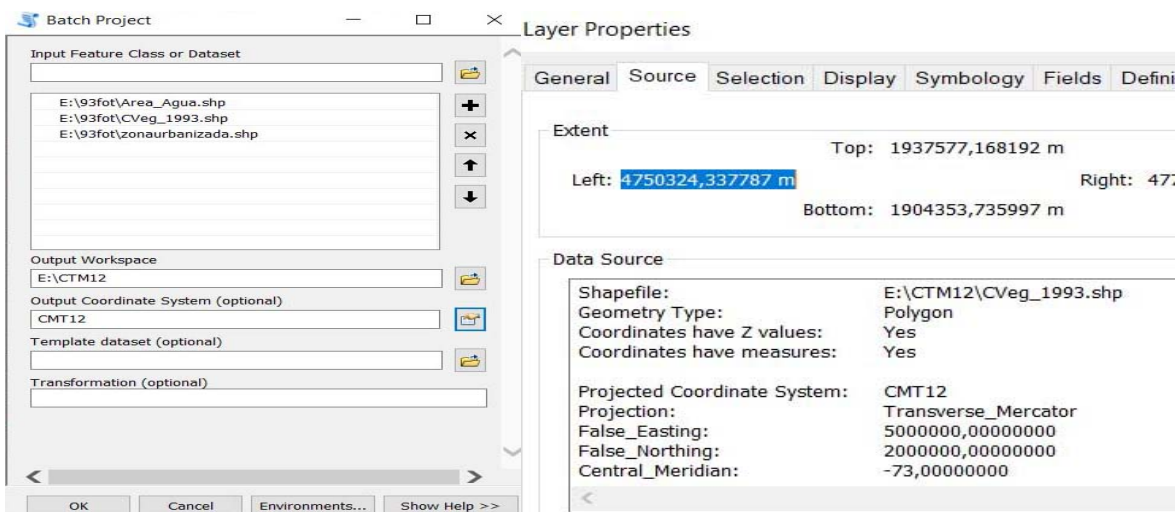 Batch Project
Input Feature Class or Dataset
E:\93fot\Area_Agua.shp
E:\93fot\CVeg_1993.shp
E:\93fot\zonaurbanizada.shp
Output Workspace
E:\CTM12
Output Coordinate System (optional)
CMT12
Template dataset (optional)
Transformation (optional)
OK Cancel Environments... Show Help >>
Layer Properties
General Source Selection Display Symbology Fields Defini
Extent
Top: 1937577,168192 m
Left: 4750324,337787 m Right: 477
Bottom: 1904353,735997 m
Data Source
Shapefile: E:\CTM12\CVeg_1993.shp
Geometry Type: Polygon
Coordinates have Z values: Yes
Coordinates have measures: Yes
Projected Coordinate System: CMT12
Projection: Transverse_Mercator
False_Easting: 5000000,00000000
False_Northing: 2000000,00000000
Central_Meridian: -73,00000000